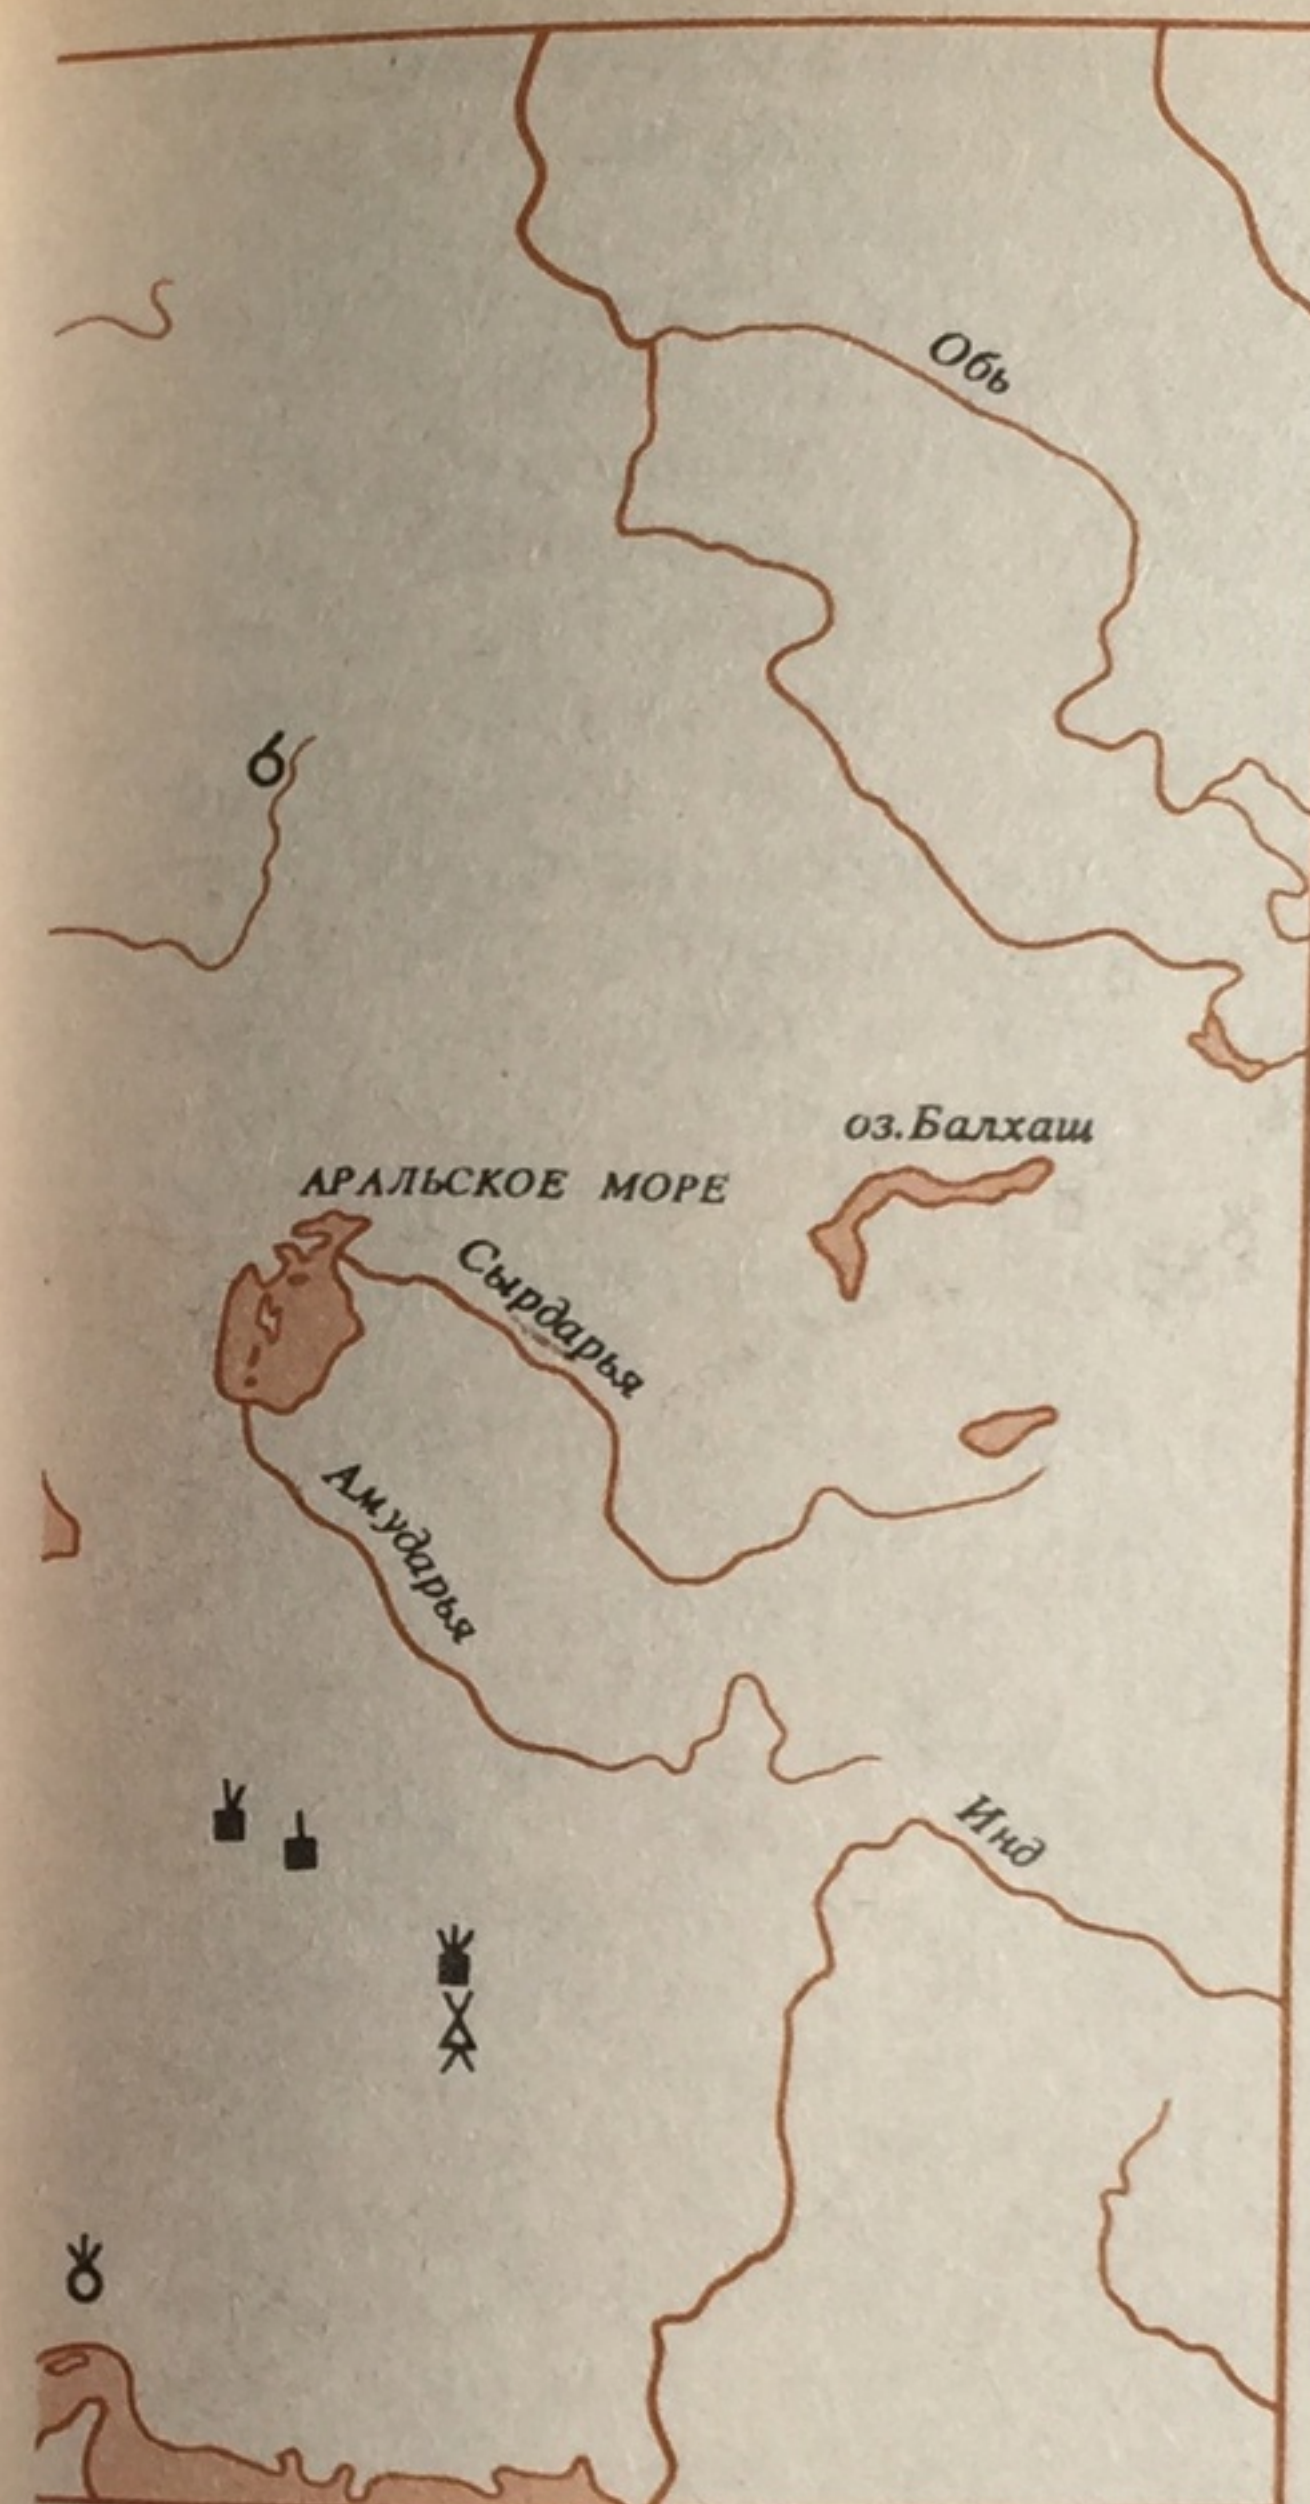 Обь
оз.Балхаш
АРАЛЬСКОЕ МОРЕ
Сырдарья
Амударья
Инд